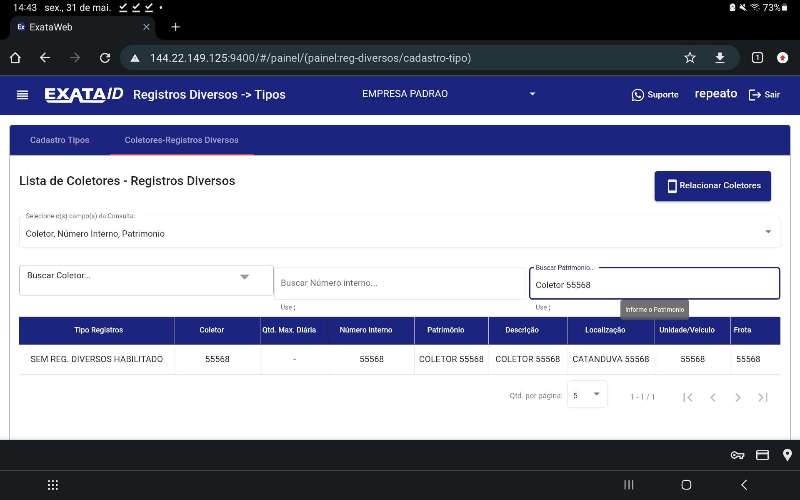 14:43 sex., 31 de mai.
73%
ExataWeb
144.22.149.125:9400/#/painel/(painel:reg-diversos/cadastro-tipo)
1
EXATAID
Registros Diversos -> Tipos
EMPRESA PADRAO
Suporte
repeato
Sair
Cadastro Tipos
Coletores-Registros Diversos
Lista de Coletores - Registros Diversos
Relacionar Coletores
Selecione o(s) campo(s) da Consulta:
Coletor, Número Interno, Patrimonio
Buscar Coletor...
Buscar Número interno...
Buscar Patrimonio...
Coletor 55568
Use ;
Use ;
Informe o Patrimonio
Tipo Registros Coletor Qtd. Max. Diária Número Interno Patrimônio Descrição Localização Unidade/Veiculo Frota
SEM REG. DIVERSOS HABILITADO 55568 - 55568 COLETOR 55568 COLETOR 55568 CATANDUVA 55568 55568 55568
Qtd. por página: 5 1 - 1 / 1